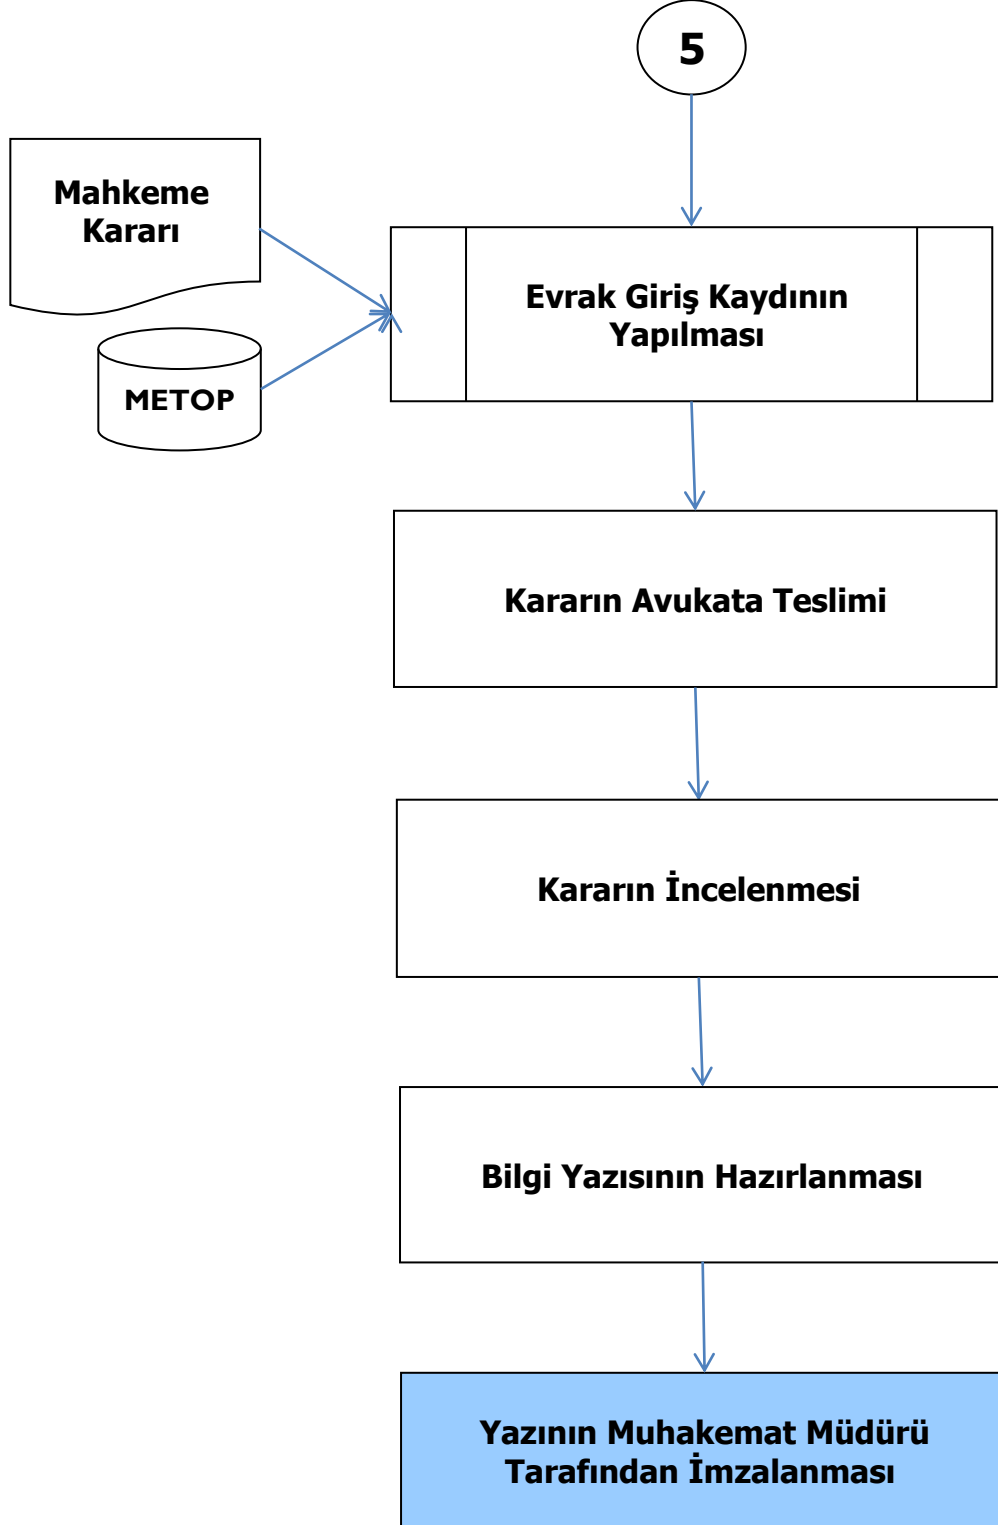 5
Mahkeme
Kararı
Evrak Giriş Kaydının
Yapılması
METOP
Kararın Avukata Teslimi
Kararın İncelenmesi
Bilgi Yazısının Hazırlanması
Yazının Muhakemat Müdürü
Tarafından İmzalanması